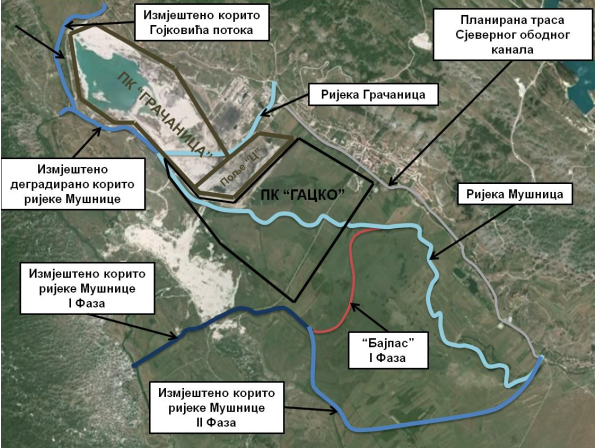 Измјештено корито
Гојковића потока
Планирана траса
Сјеверног ободног
канала
ПК "ГРАЧАНИЦА"
Ријека Грачаница
Поље "Ц"
Измјештено
деградирано корито
ријеке Мушнице
ПК "ГАЦКО"
Ријека Мушница
Измјештено корито
ријеке Мушнице
I Фаза
"Бајпас"
I Фаза
Измјештено корито
ријеке Мушнице
II Фаза